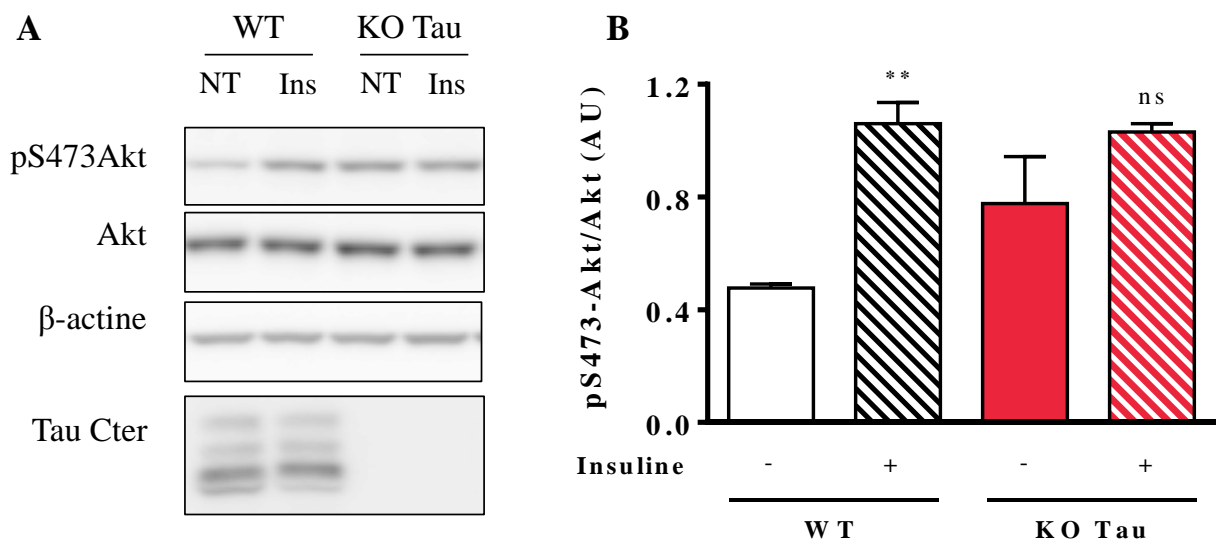 A
WT KO Tau
NT Ins NT Ins
pS473Akt
Akt
β-actine
Tau Cter
B
pS473-Akt/Akt (AU)
1.2
0.8
0.4
0.0
**
ns
Insuline - + - +
WT KO Tau